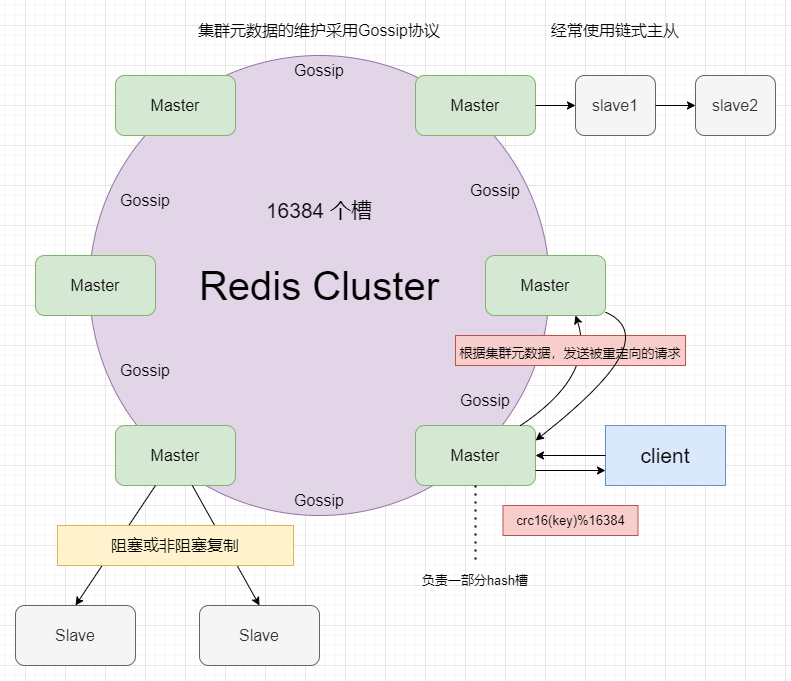 集群元数据的维护采用Gossip协议
经常使用链式主从
Gossip
Master
Master
slave1
slave2
Gossip
Gossip
16384 个槽
Master
Redis Cluster
Master
根据集群元数据，发送被重定向的请求
Gossip
Gossip
Master
Master
client
Gossip
crc16(key)%16384
阻塞或非阻塞复制
负责一部分hash槽
Slave
Slave